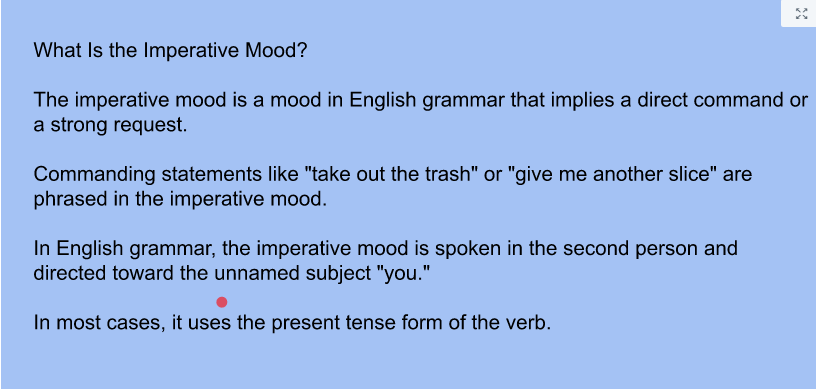 What Is the Imperative Mood?
The imperative mood is a mood in English grammar that implies a direct command or
a strong request.
Commanding statements like "take out the trash" or "give me another slice" are
phrased in the imperative mood.
In English grammar, the imperative mood is spoken in the second person and
directed toward the unnamed subject "you."
In most cases, it uses the present tense form of the verb.